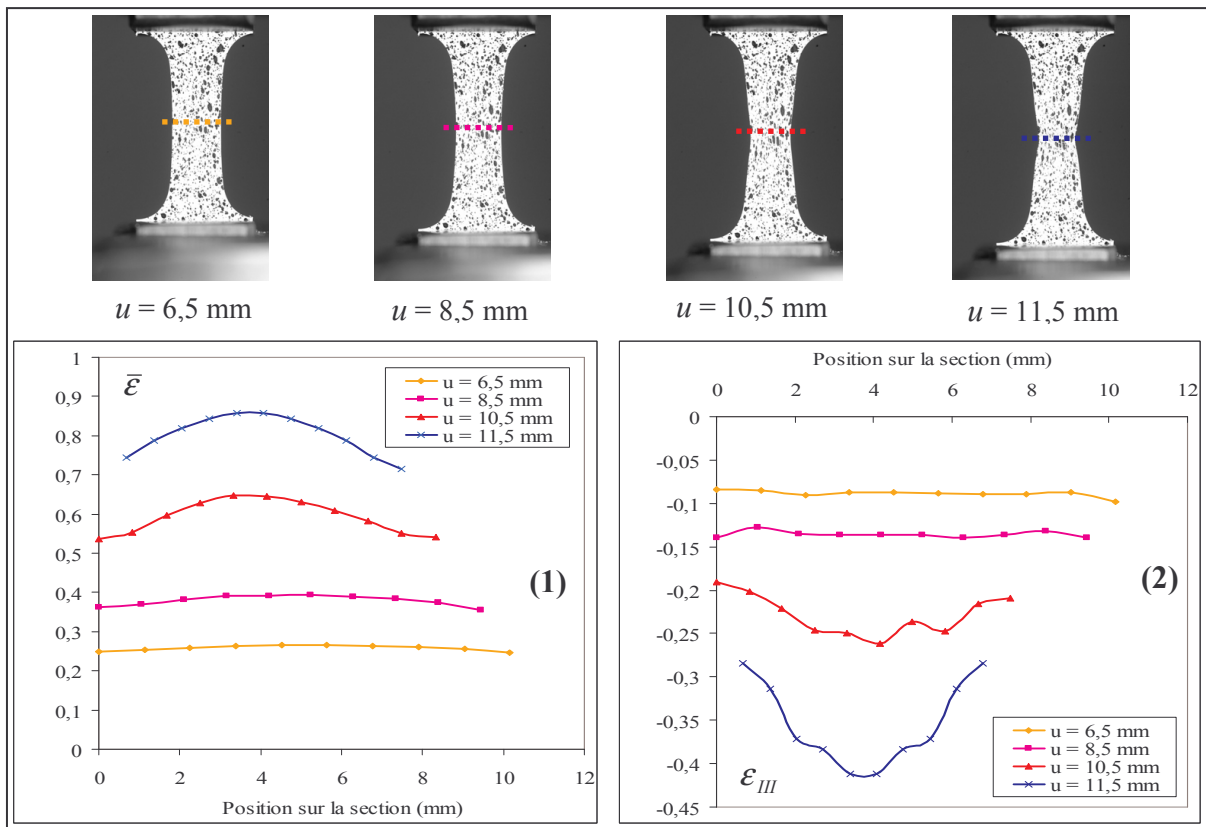 u = 6,5 mm
u = 8,5 mm
u = 10,5 mm
u = 11,5 mm
ε̄
u = 6,5 mm
u = 8,5 mm
u = 10,5 mm
u = 11,5 mm
1
0,9
0,8
0,7
0,6
0,5
0,4
0,3
0,2
0,1
0
(1)
0 2 4 6 8 10 12
Position sur la section (mm)
Position sur la section (mm)
0 2 4 6 8 10 12
0
-0,05
-0,1
-0,15
-0,2
-0,25
-0,3
-0,35
-0,4
-0,45
(2)
u = 6,5 mm
u = 8,5 mm
u = 10,5 mm
u = 11,5 mm
ε_III